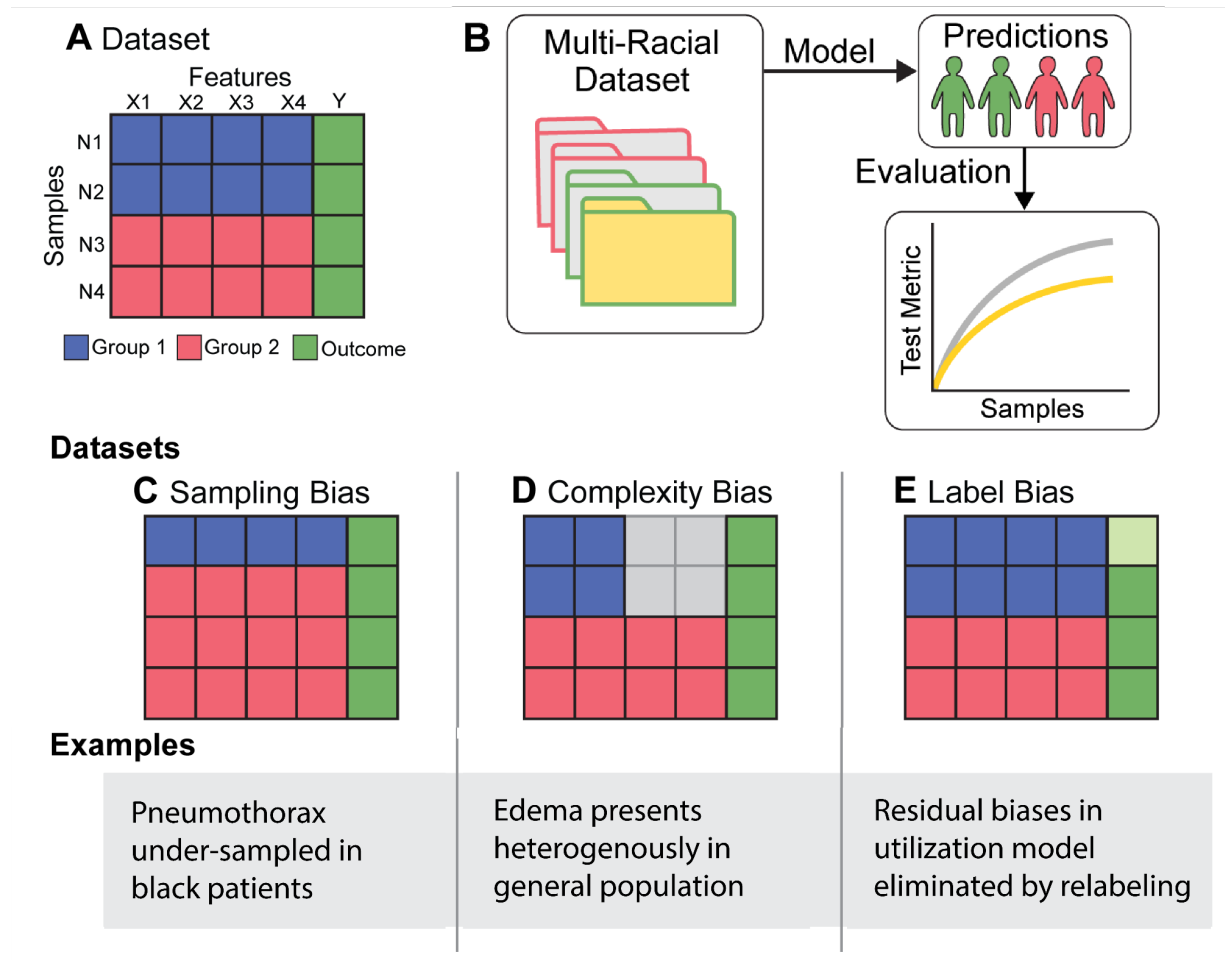 A Dataset
Features
X1 X2 X3 X4 Y
Samples
N1
N2
N3
N4
Group 1 Group 2 Outcome
B
Multi-Racial
Dataset
Model
Predictions
Evaluation
Test Metric
Samples
Datasets
C Sampling Bias
D Complexity Bias
E Label Bias
Examples
Pneumothorax
under-sampled in
black patients
Edema presents
heterogenously in
general population
Residual biases in
utilization model
eliminated by relabeling